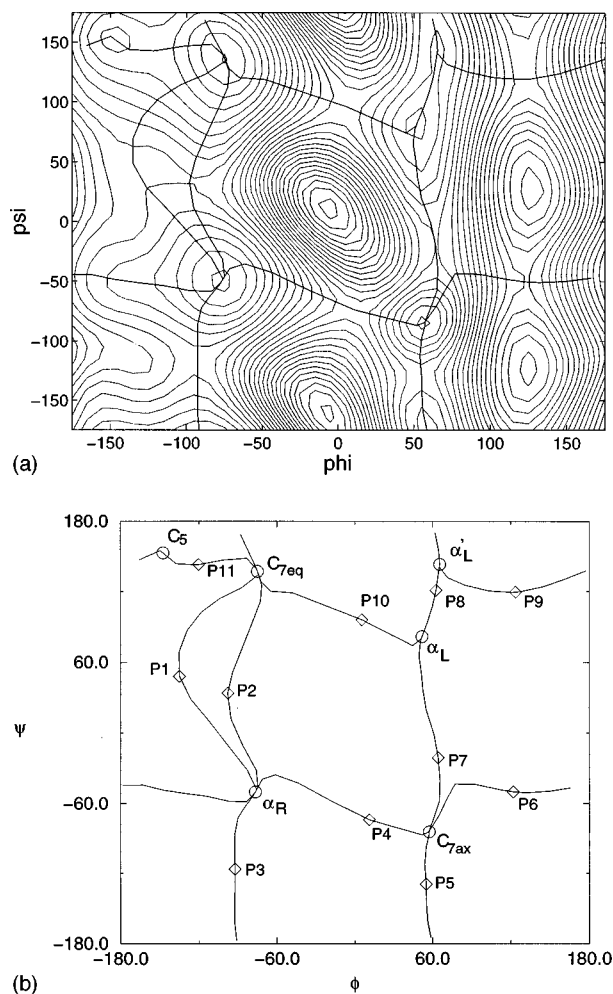 150
100
50
0
-50
-100
-150
psi
-150 -100 -50 0 50 100 150
phi
(a)
180.0
60.0
-60.0
-180.0
ψ
C5
P11
C7eq
P10
α'L
P8
P9
αL
P1
P2
P7
αR
P4
C7ax
P6
P3
P5
-180.0 -60.0 60.0 180.0
ϕ
(b)